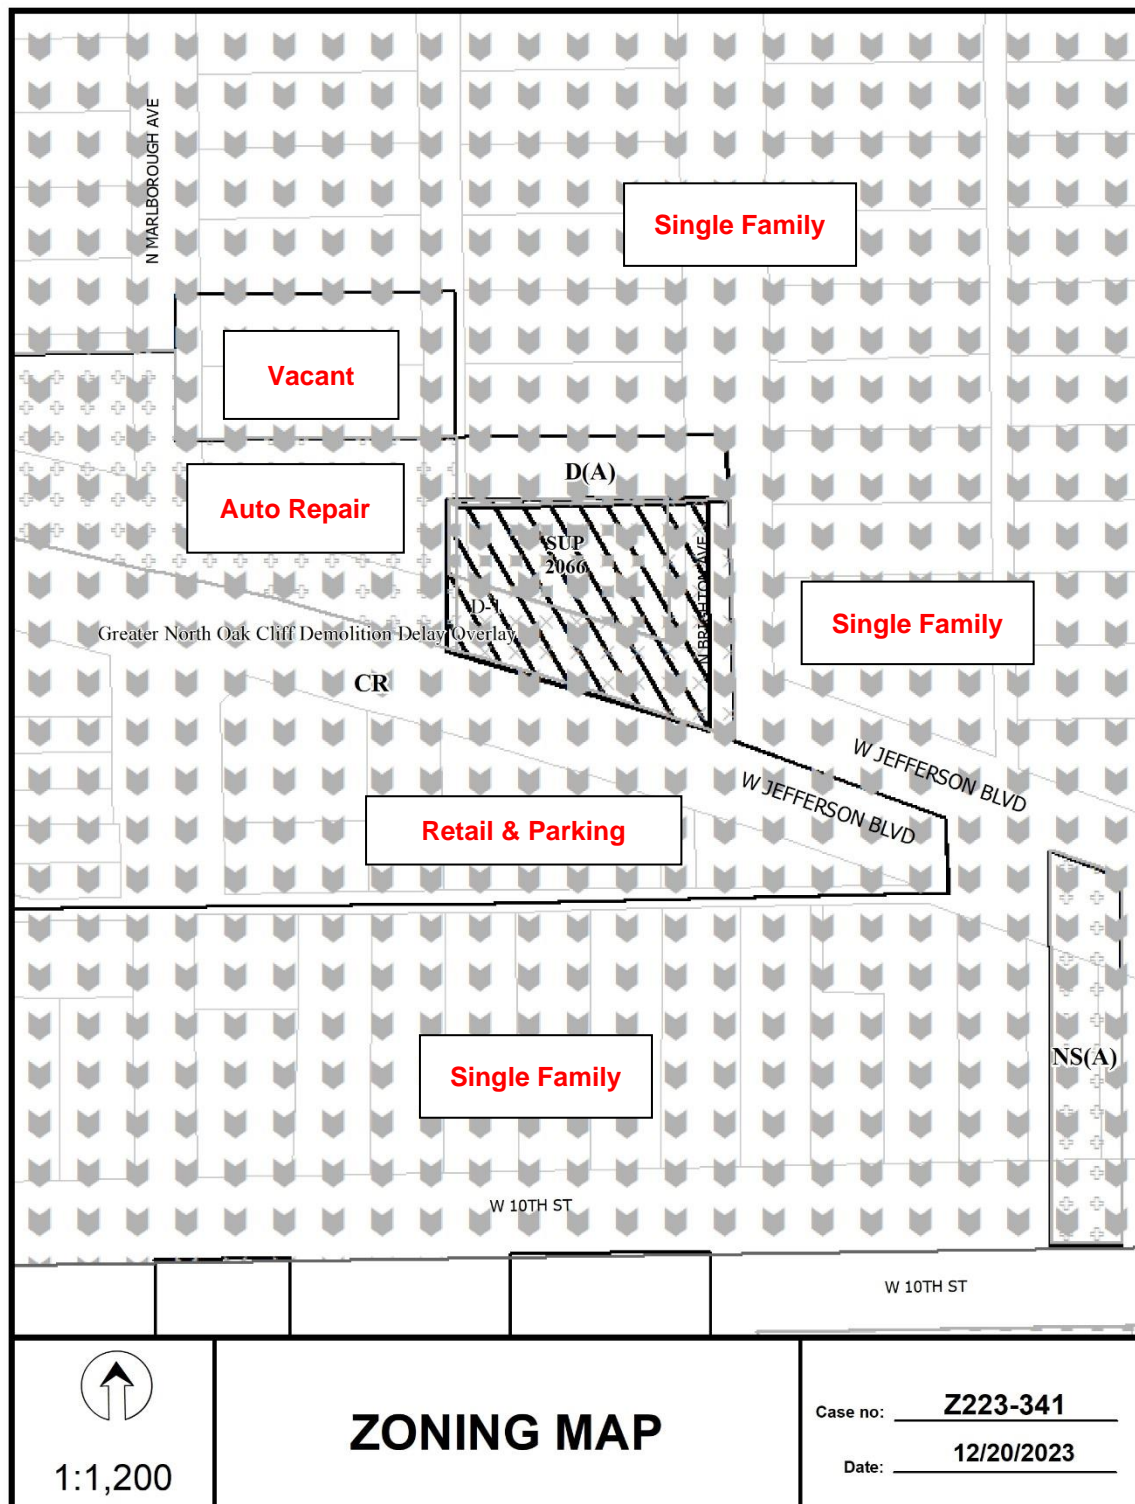 N MARLBOROUGH AVE
Single Family
Vacant
D(A)
Auto Repair
SUP
2066
N BRIGHTON AVE
D-1
Single Family
Greater North Oak Cliff Demolition Delay Overlay
CR
W JEFFERSON BLVD
W JEFFERSON BLVD
Retail & Parking
Single Family
NS(A)
W 10TH ST
W 10TH ST
1:1,200
ZONING MAP
Case no: Z223-341
Date: 12/20/2023